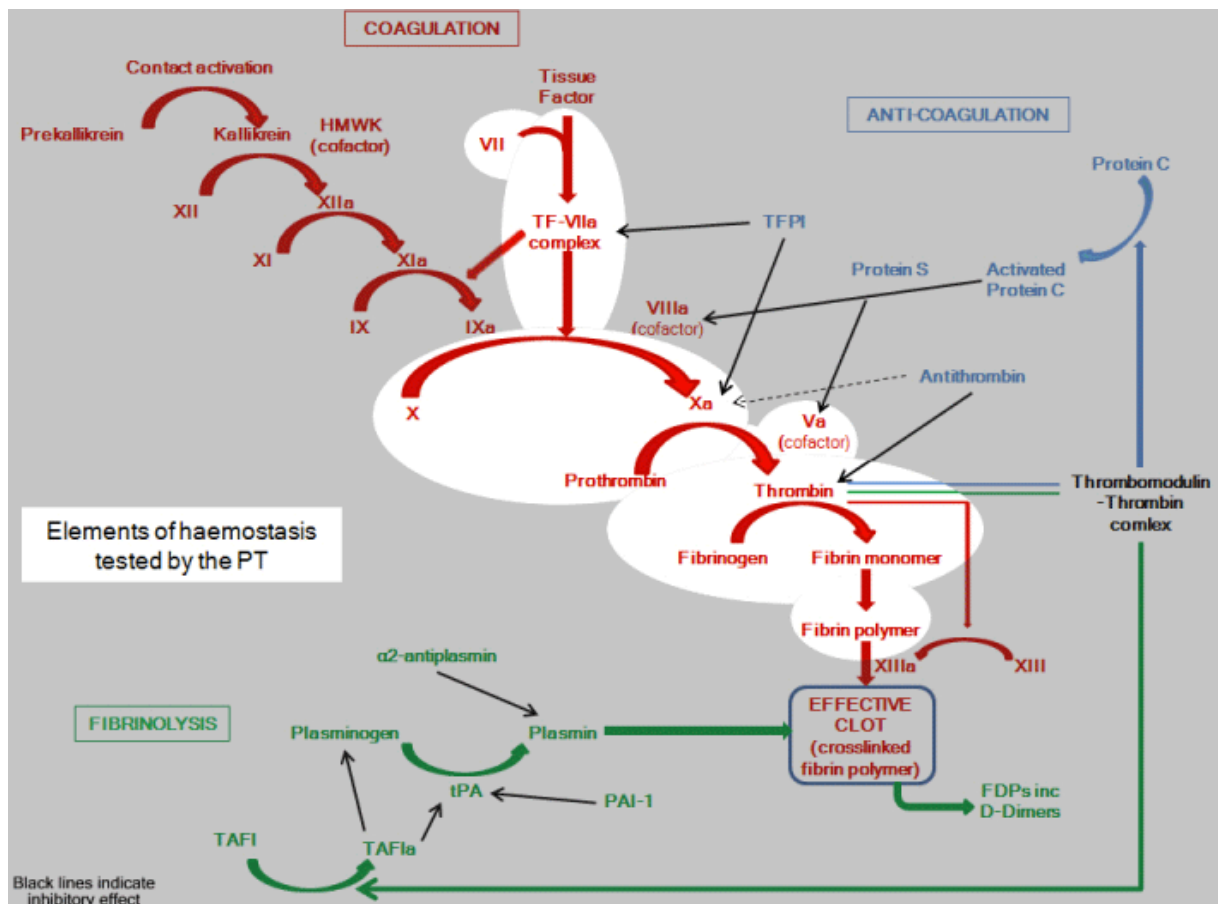 COAGULATION
Contact activation
Prekallikrein
Kallikrein
HMWK
(cofactor)
XII
XIIa
XI
XIa
IX
IXa
Tissue
Factor
VII
TF-VIIa
complex
ANTI-COAGULATION
Protein C
TFPI
Protein S
Activated
Protein C
VIIIa
(cofactor)
Antithrombin
X
Xa
Va
(cofactor)
Prothrombin
Thrombin
Thrombomodulin
-Thrombin
comlex
Elements of haemostasis
tested by the PT
Fibrinogen
Fibrin monomer
Fibrin polymer
XIIIa
XIII
α2-antiplasmin
FIBRINOLYSIS
Plasminogen
Plasmin
EFFECTIVE
CLOT
(crosslinked
fibrin polymer)
tPA
PAI-1
FDPs inc
D-Dimers
TAFI
TAFIa
Black lines indicate
inhibitory effect